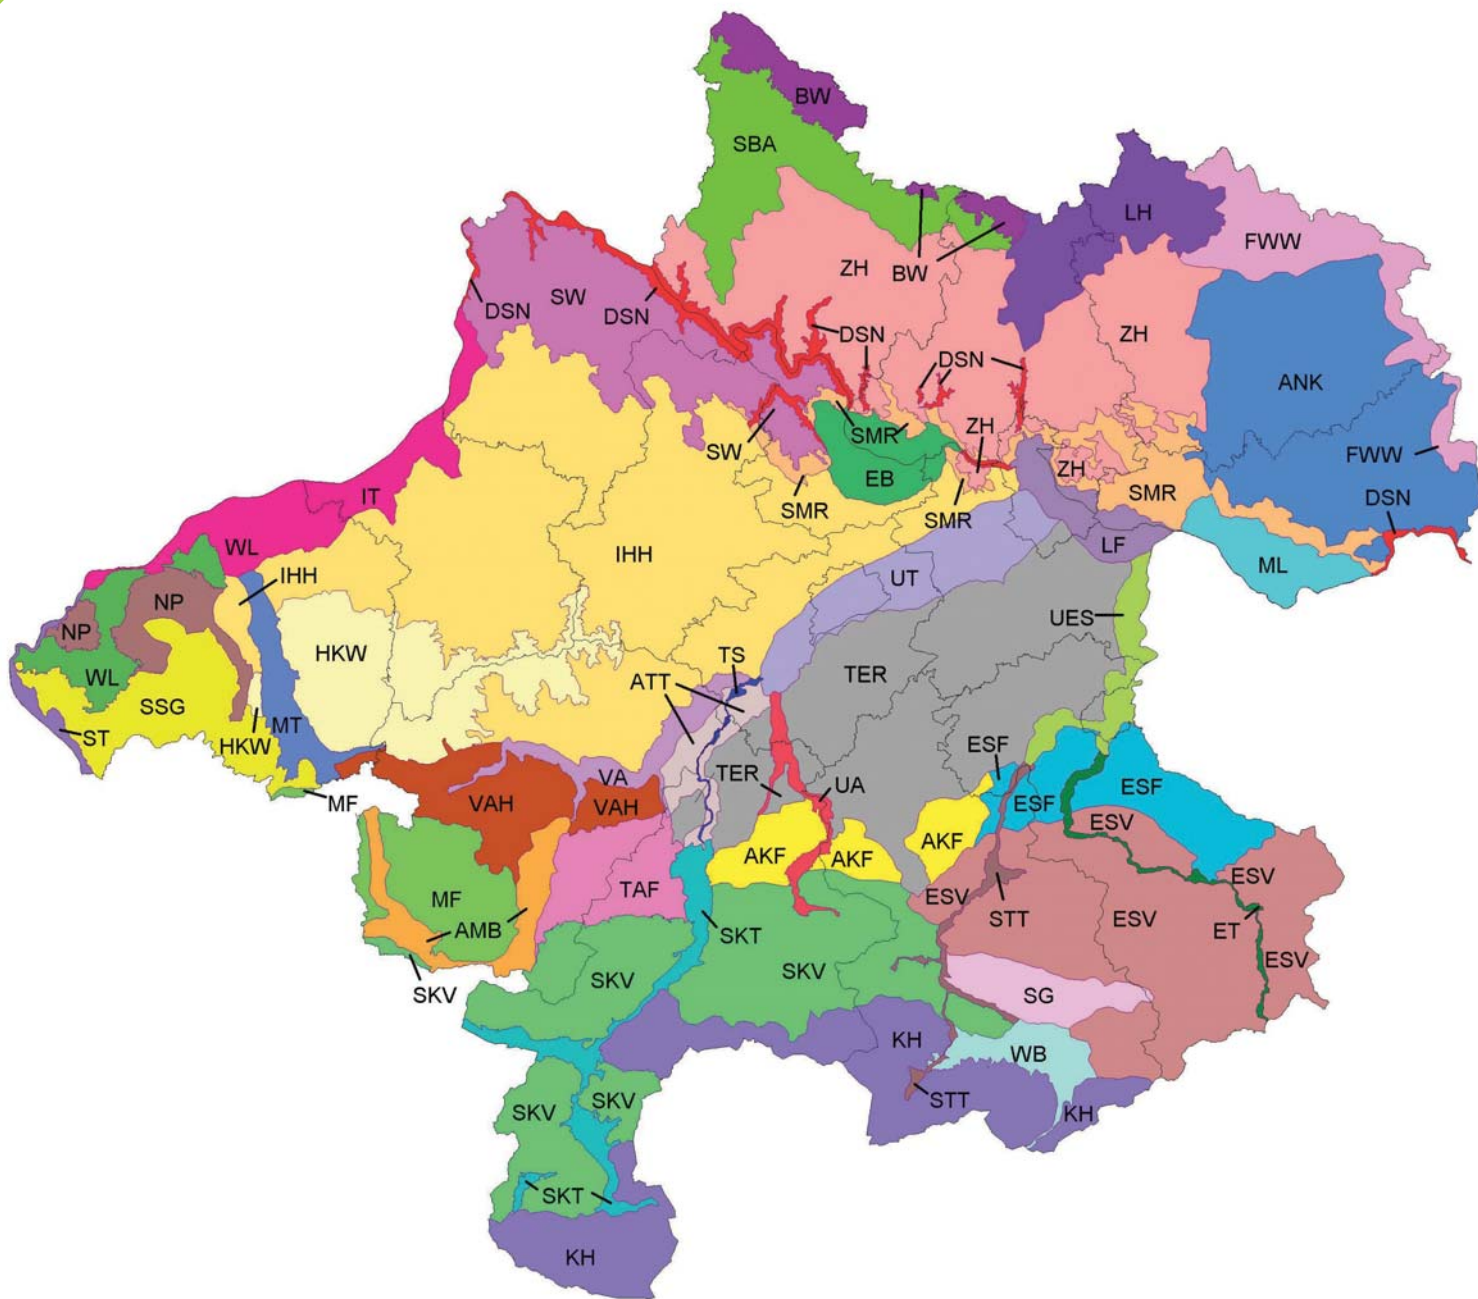 BW
SBA
LH
FWW
ZH
BW
DSN
SW
DSN
DSN
ZH
DSN
ANK
ZH
SMR
SW
FWW
EB
ZH
SMR
DSN
IT
SMR
SMR
WL
LF
IHH
IHH
UT
ML
NP
UES
NP
HKW
TS
WL
ATT
TER
SSG
MT
ST
HKW
ESF
VA
TER
UA
ESF
ESF
MF
VAH
VAH
ESV
AKF
AKF
AKF
ESV
MF
TAF
ESV
STT
ESV
AMB
SKT
ET
ESV
SKV
SKV
SKV
SG
KH
WB
STT
SKV
SKV
KH
SKT
KH